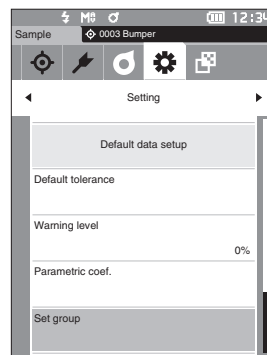 12:34
Sample
0003 Bumper
Setting
Default data setup
Default tolerance
Warning level
0%
Parametric coef.
Set group